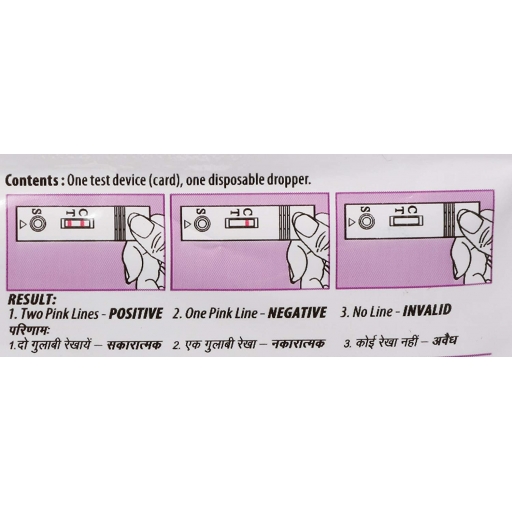 Contents : One test device (card), one disposable dropper.
S T C
S T C
S T C
RESULT:
1. Two Pink Lines - POSITIVE 2. One Pink Line - NEGATIVE 3. No Line - INVALID
परिणामः
1.दो गुलाबी रेखायें – सकारात्मक 2. एक गुलाबी रेखा – नकारात्मक 3. कोई रेखा नहीं – अवैध